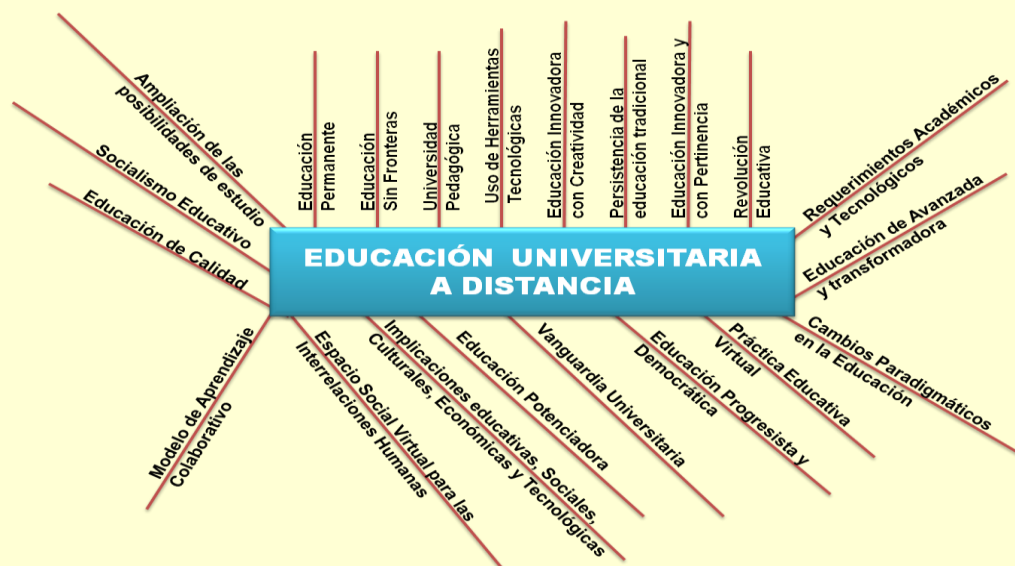 Ampliación de las
posibilidades de estudio
Socialismo Educativo
Educación de Calidad
Educación
Permanente
Educación
Sin Fronteras
Universidad
Pedagógica
Uso de Herramientas
Tecnológicas
Educación Innovadora
con Creatividad
Persistencia de la
educación tradicional
Educación Innovadora y
con Pertinencia
Revolución
Educativa
Requerimientos Académicos
y Tecnológicos
Educación de Avanzada
y transformadora
EDUCACIÓN UNIVERSITARIA
A DISTANCIA
Modelo de Aprendizaje
Colaborativo
Espacio Social Virtual para las
Interrelaciones Humanas
Implicaciones educativas, Sociales,
Culturales, Económicas y Tecnológicas
Educación Potenciadora
Vanguardia Universitaria
Educación Progresista y
Democrática
Práctica Educativa
Virtual
Cambios Paradigmáticos
en la Educación